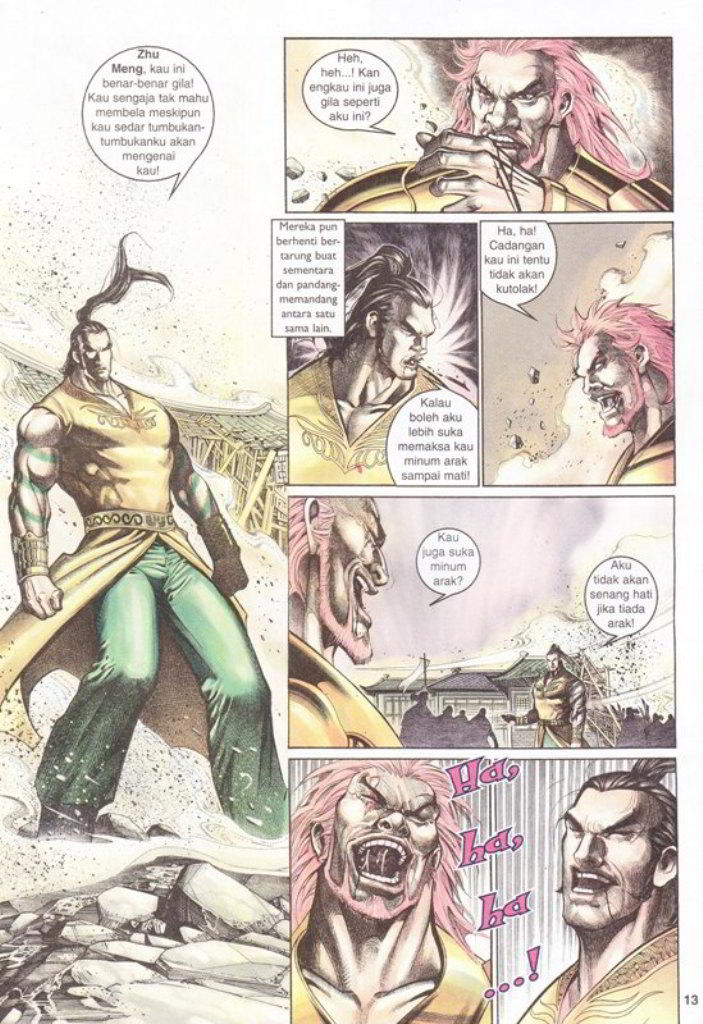 Zhu
Meng, kau ini
benar-benar gila!
Kau sengaja tak mahu
membela meskipun
kau sedar tumbukan-
tumbukanku akan
mengenai
kau!
Heh,
heh...! Kan
engkau ini juga
gila seperti
aku ini?
Mereka pun
berhenti ber-
tarung buat
sementara
dan pandang-
memandang
antara satu
sama lain.
Kalau
boleh aku
lebih suka
memaksa kau
minum arak
sampai mati!
Ha, ha!
Cadangan
kau ini tentu
tidak akan
kutolak!
Kau
juga suka
minum
arak?
Aku
tidak akan
senang hati
jika tiada
arak!
Ha,
ha,
ha
...!
13